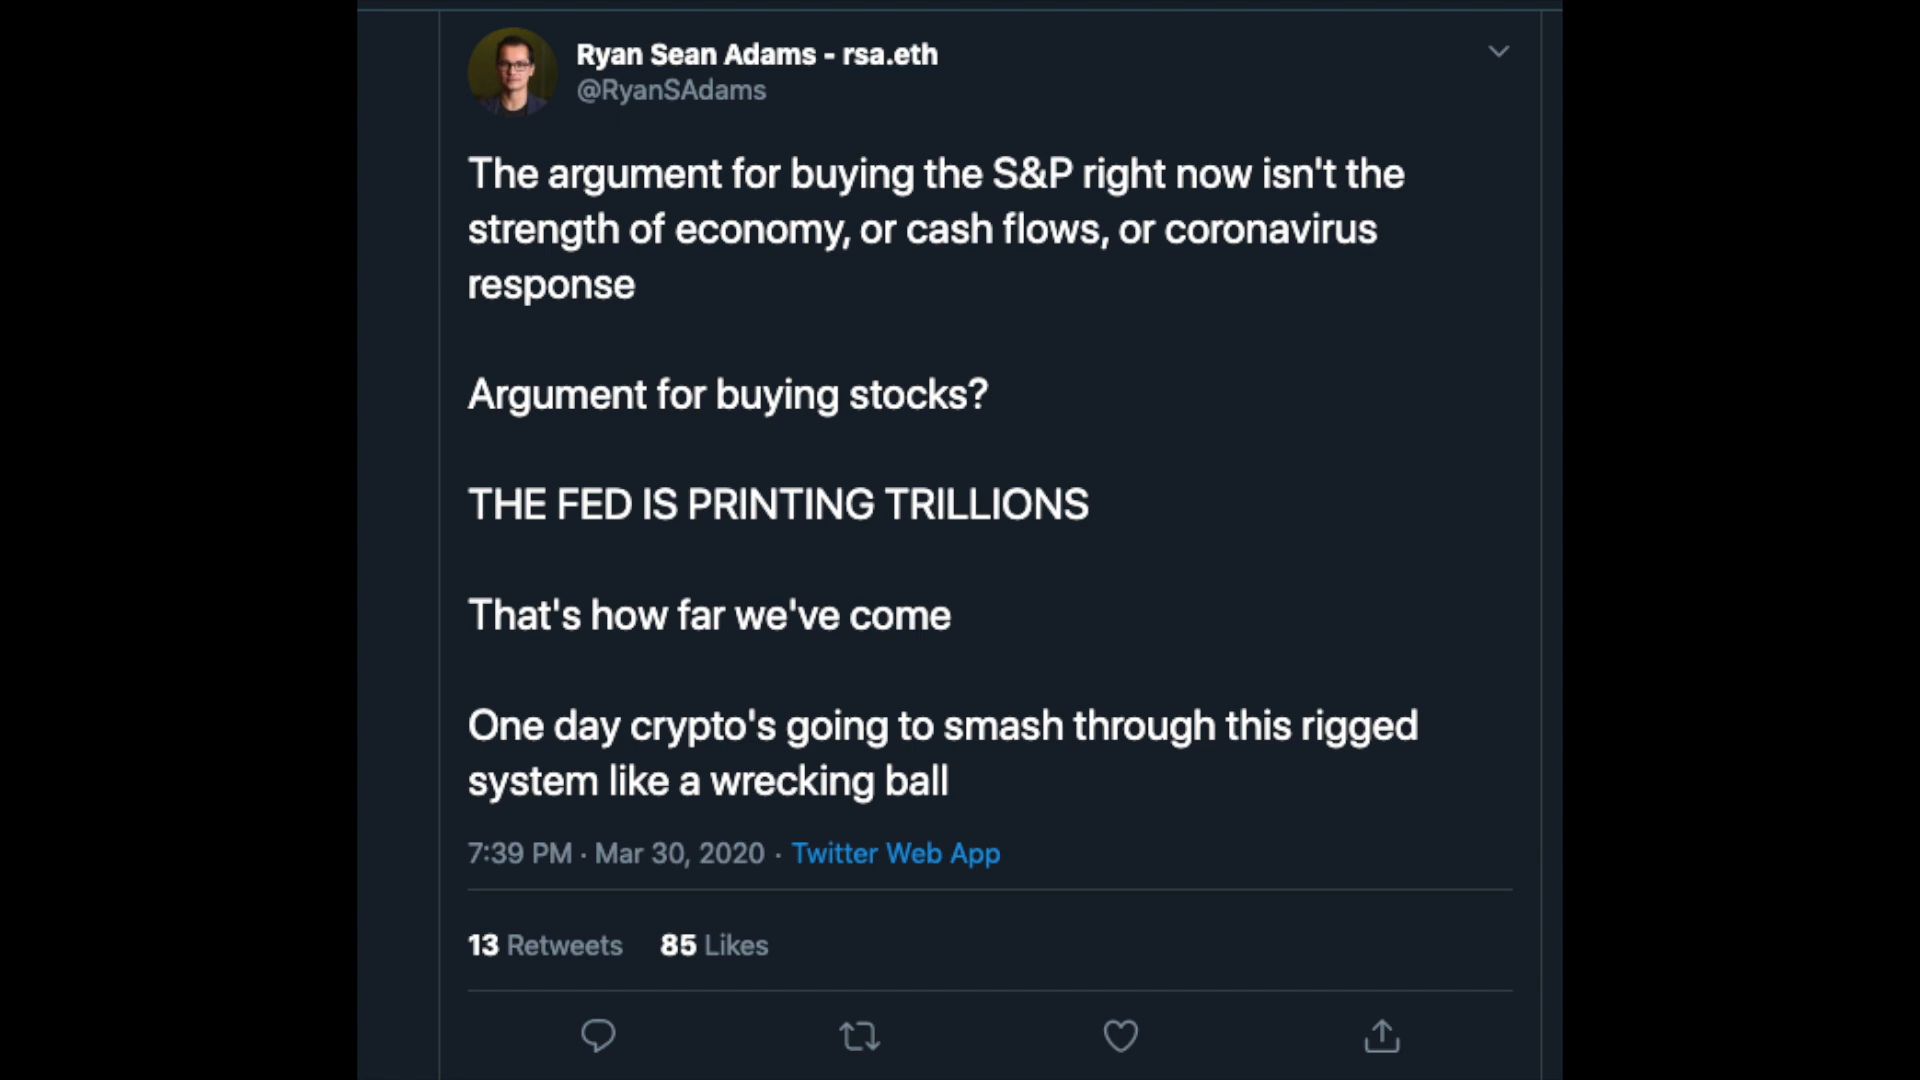 Ryan Sean Adams - rsa.eth
@RyanSAdams
The argument for buying the S&P right now isn't the
strength of economy, or cash flows, or coronavirus
response
Argument for buying stocks?
THE FED IS PRINTING TRILLIONS
That's how far we've come
One day crypto's going to smash through this rigged
system like a wrecking ball
7:39 PM · Mar 30, 2020 · Twitter Web App
13 Retweets 85 Likes